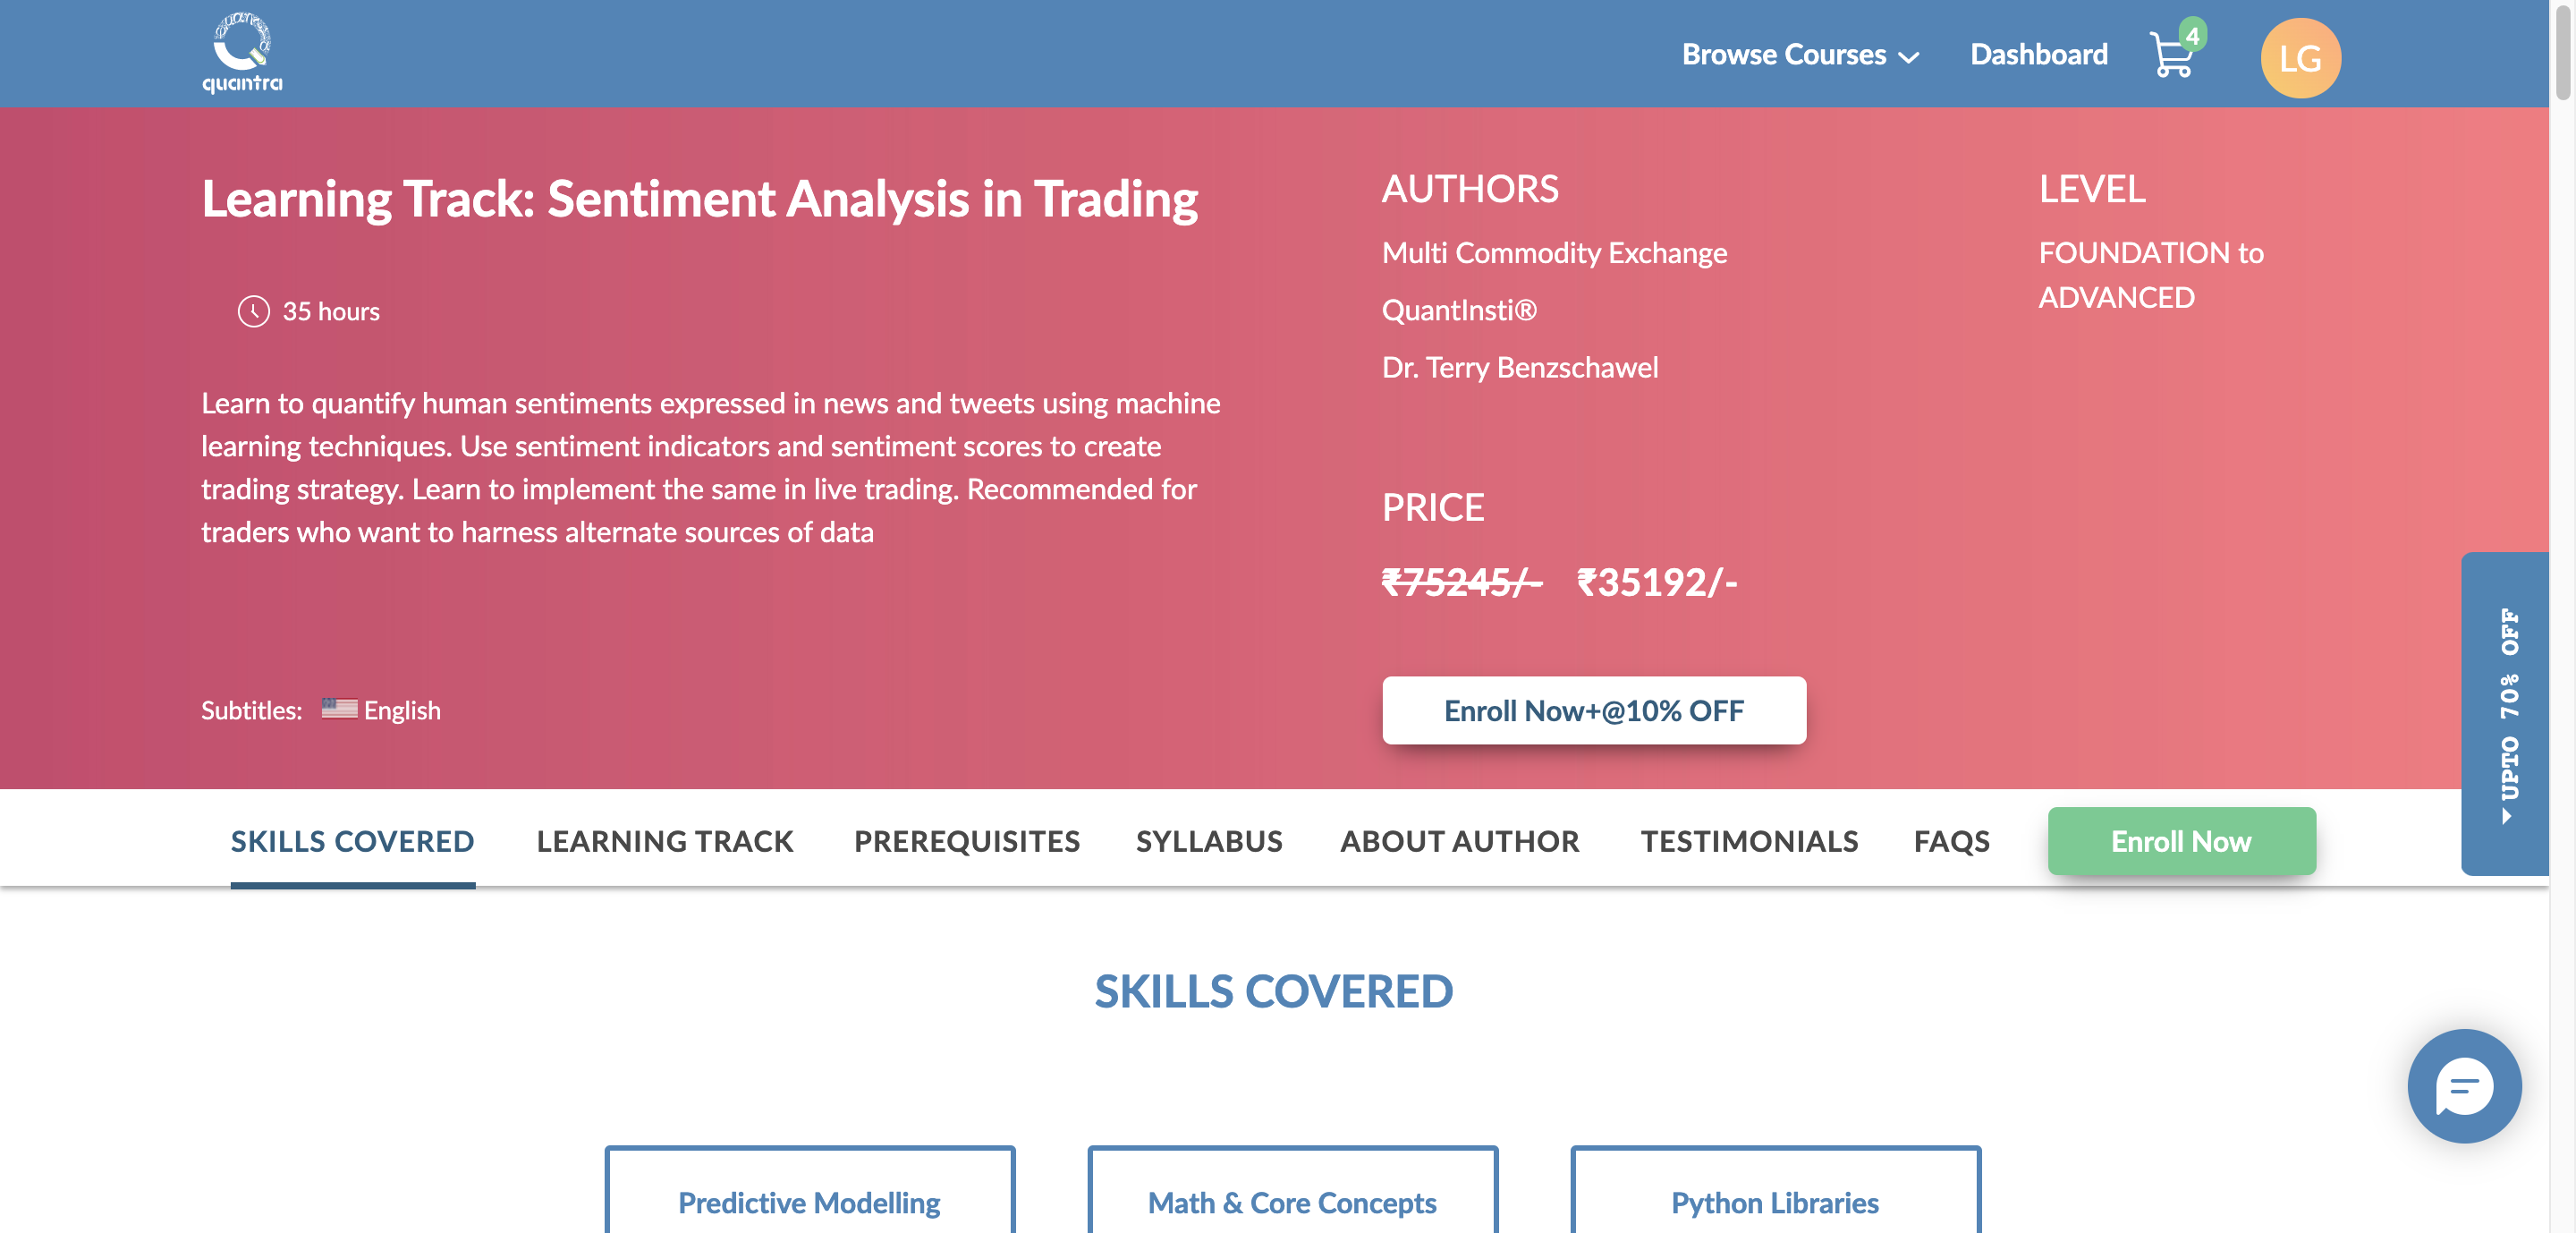 quantra
Browse Courses
Dashboard
4
LG
Learning Track: Sentiment Analysis in Trading
35 hours
Learn to quantify human sentiments expressed in news and tweets using machine
learning techniques. Use sentiment indicators and sentiment scores to create
trading strategy. Learn to implement the same in live trading. Recommended for
traders who want to harness alternate sources of data
Subtitles: English
AUTHORS
Multi Commodity Exchange
QuantInsti®
Dr. Terry Benzschawel
LEVEL
FOUNDATION to
ADVANCED
PRICE
₹75245/- ₹35192/-
Enroll Now+@10% OFF
UPTO 70% OFF
SKILLS COVERED
LEARNING TRACK
PREREQUISITES
SYLLABUS
ABOUT AUTHOR
TESTIMONIALS
FAQS
Enroll Now
SKILLS COVERED
Predictive Modelling
Math & Core Concepts
Python Libraries